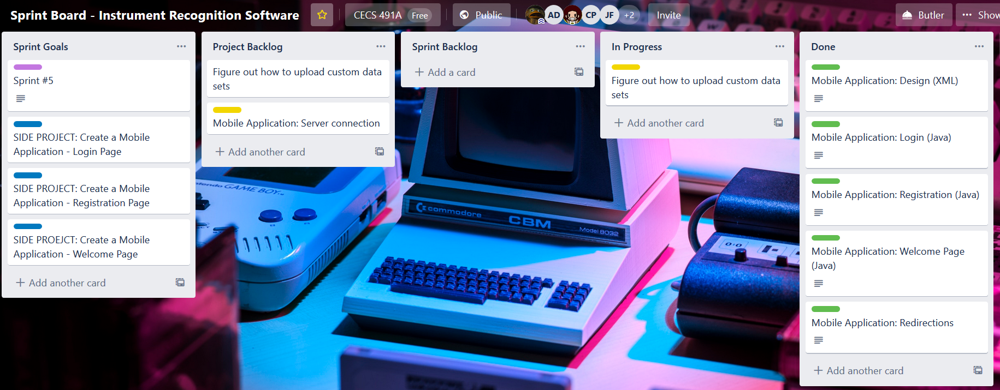 Sprint Board - Instrument Recognition Software
CECS 491A Free
Public
AD
CP
JF
+2
Invite
Butler
Show
Sprint Goals
Sprint #5
SIDE PROJECT: Create a Mobile
Application - Login Page
SIDE PROJECT: Create a Mobile
Application - Registration Page
SIDE PROEJCT: Create a Mobile
Application - Welcome Page
+ Add another card
Project Backlog
Figure out how to upload custom data
sets
Mobile Application: Server connection
+ Add another card
Sprint Backlog
+ Add a card
In Progress
Figure out how to upload custom data
sets
+ Add another card
Done
Mobile Application: Design (XML)
Mobile Application: Login (Java)
Mobile Application: Registration (Java)
Mobile Application: Welcome Page
(Java)
Mobile Application: Redirections
+ Add another card
GAME BOY
commodore
CBM
Model 8032